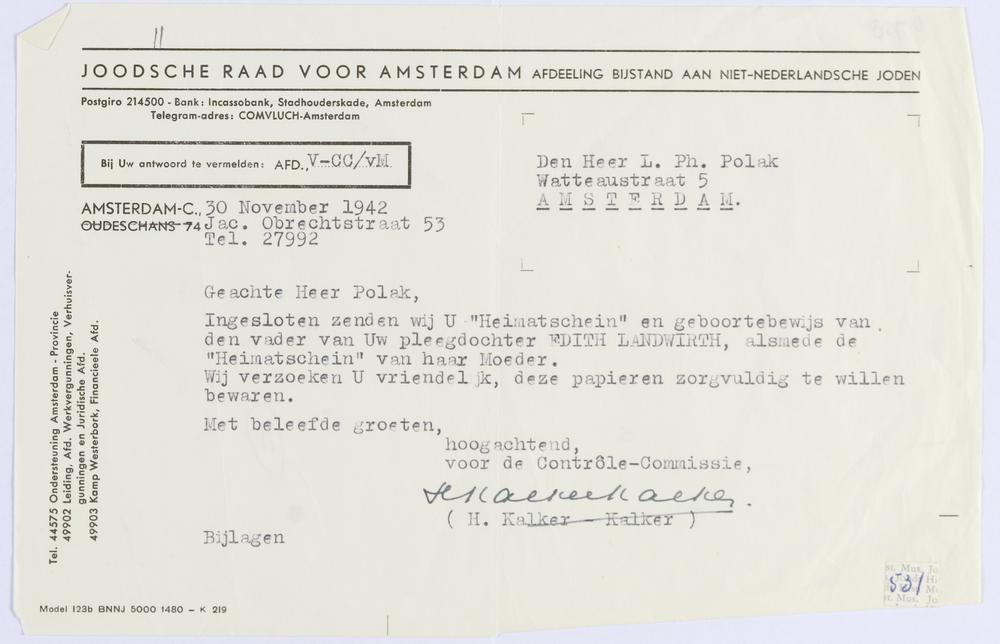 11
JOODSCHE RAAD VOOR AMSTERDAM AFDEELING BIJSTAND AAN NIET-NEDERLANDSCHE JODEN
Postgiro 214500 - Bank: Incassobank, Stadhouderskade, Amsterdam
Telegram-adres: COMVLUCH-Amsterdam
Bij Uw antwoord te vermelden: AFD., V-CC/vM.
Den Heer L. Ph. Polak
Watteaustraat 5
AMSTERDAM.
AMSTERDAM-C., 30 November 1942
OUDESCHANS 74 Jac. Obrechtstraat 53
Tel. 27992
Geachte Heer Polak,
Ingesloten zenden wij U "Heimatschein" en geboortebewijs van
den vader van Uw pleegdochter EDITH LANDWIRTH, alsmede de
"Heimatschein" van haar Moeder.
Wij verzoeken U vriendel jk, deze papieren zorgvuldig te willen
bewaren.
Met beleefde groeten,
hoogachtend,
voor de Contrôle-Commissie,
( H. Kalker - Kalker )
Bijlagen
Tel. 44575 Ondersteuning Amsterdam - Provincie
49902 Leiding, Afd. Werkvergunningen, Verhuisver-
gunningen en Juridische Afd.
49903 Kamp Westerbork, Financieele Afd.
Model 123b BNNJ 5000 1480 - K 219
531